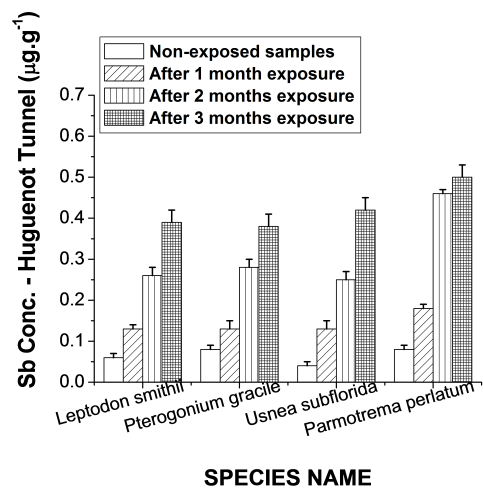 Non-exposed samples
After 1 month exposure
After 2 months exposure
After 3 months exposure
Sb Conc. - Huguenot Tunnel (μg.g⁻¹)
0.7
0.6
0.5
0.4
0.3
0.2
0.1
0.0
Leptodon smithii
Pterogonium gracile
Usnea subflorida
Parmotrema perlatum
SPECIES NAME